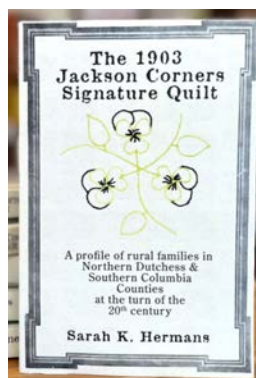 The 1903
Jackson Corners
Signature Quilt
A profile of rural families in
Northern Dutchess &
Southern Columbia
Counties
at the turn of the
20th century
Sarah K. Hermans